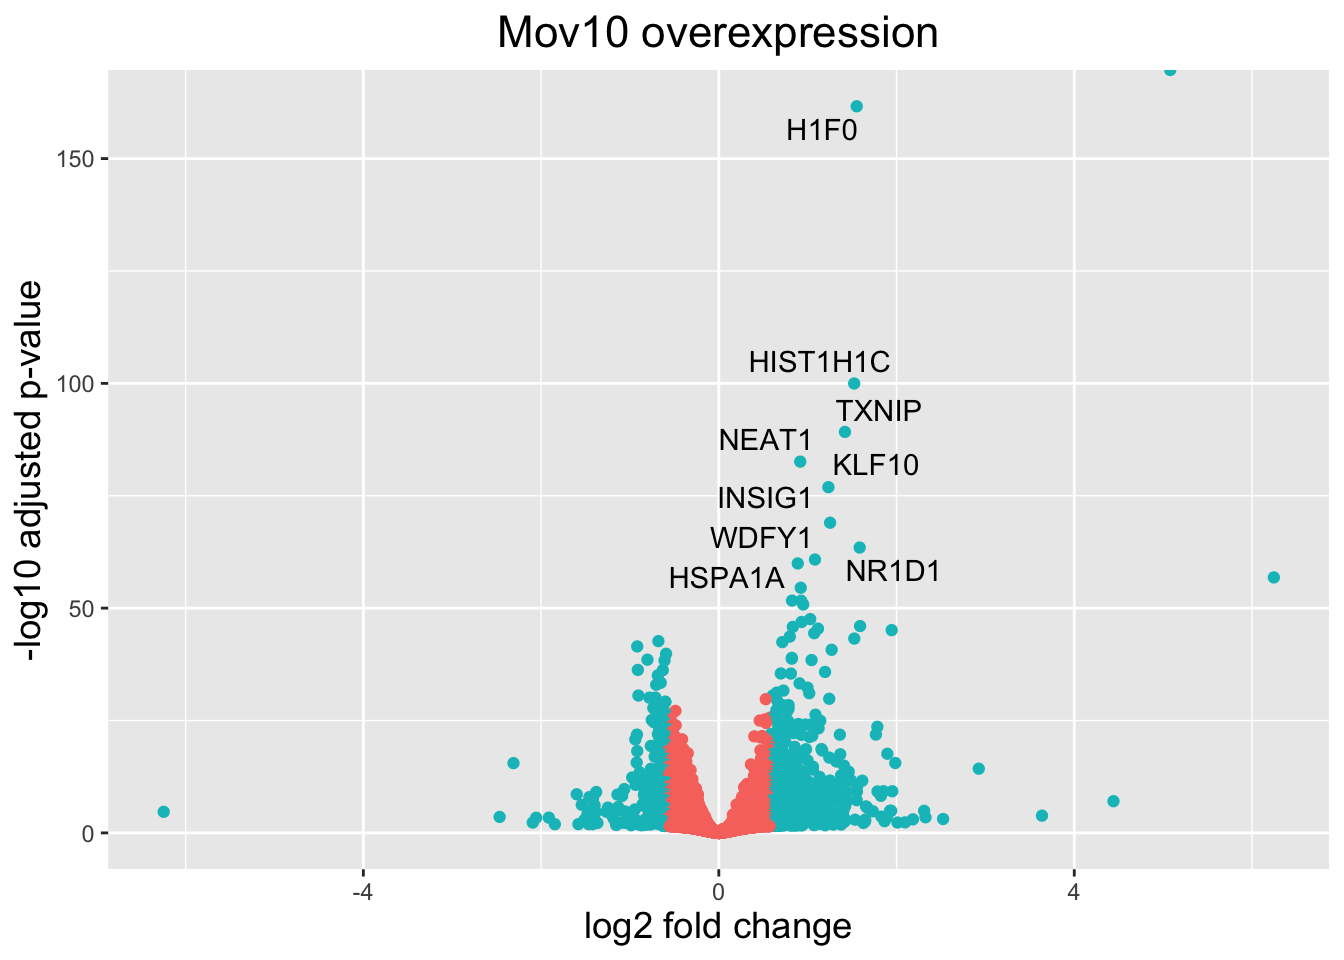 Mov10 overexpression
H1F0
150
HIST1H1C
100
TXNIP
NEAT1
KLF10
INSIG1
WDFY1
NR1D1
HSPA1A
50
0
-log10 adjusted p-value
-4 0 4
log2 fold change